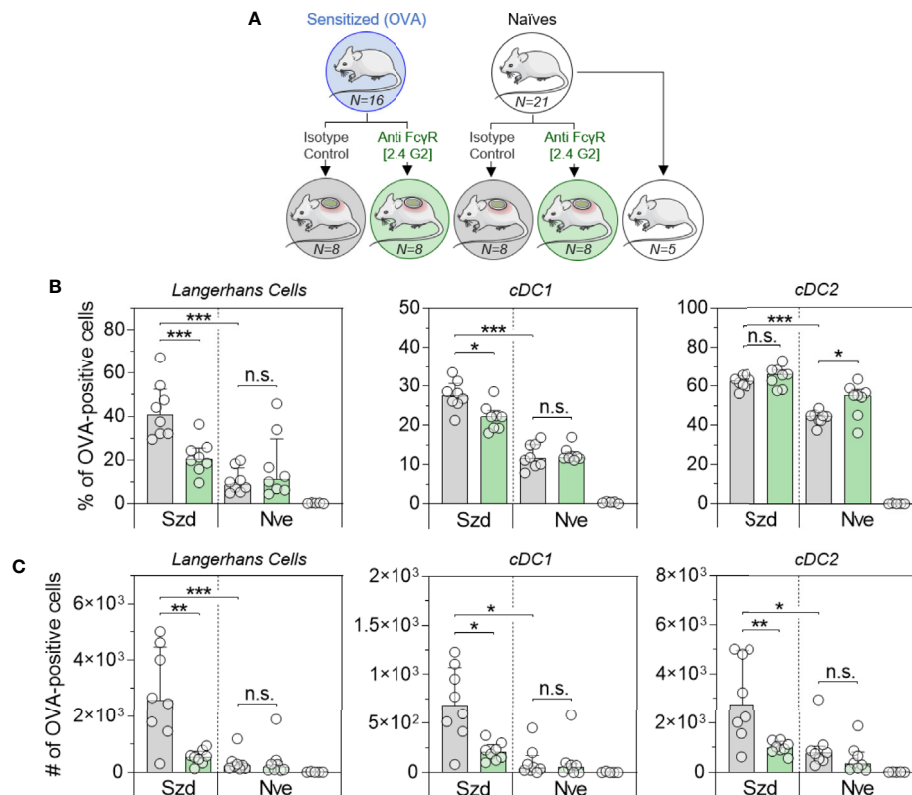 A
Sensitized (OVA)
Naïves
N=16
N=21
Isotype
Control
Anti FcγR
[2.4 G2]
Isotype
Control
Anti FcγR
[2.4 G2]
N=8
N=8
N=8
N=8
N=5
B
Langerhans Cells
cDC1
cDC2
% of OVA-positive cells
80
60
40
20
0
***
***
n.s.
Szd
Nve
50
40
30
20
10
0
***
*
n.s.
Szd
Nve
100
80
60
40
20
0
***
n.s.
*
Szd
Nve
C
Langerhans Cells
cDC1
cDC2
# of OVA-positive cells
6×10³
4×10³
2×10³
0
***
**
n.s.
Szd
Nve
2×10³
1.5×10³
1×10³
5×10²
0
*
*
n.s.
Szd
Nve
8×10³
6×10³
4×10³
2×10³
0
*
**
n.s.
Szd
Nve